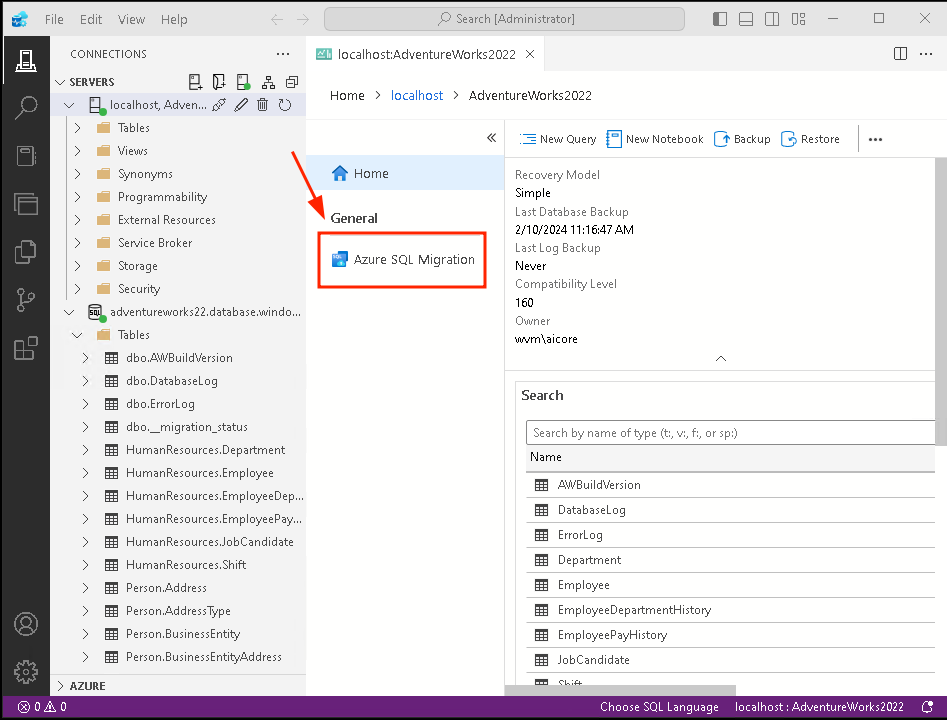 File Edit View Help
Search [Administrator]
CONNECTIONS
SERVERS
localhost, Adven...
Tables
Views
Synonyms
Programmability
External Resources
Service Broker
Storage
Security
adventureworks22.database.windo...
Tables
dbo.AWBuildVersion
dbo.DatabaseLog
dbo.ErrorLog
dbo.__migration_status
HumanResources.Department
HumanResources.Employee
HumanResources.EmployeeDep...
HumanResources.EmployeePay...
HumanResources.JobCandidate
HumanResources.Shift
Person.Address
Person.AddressType
Person.BusinessEntity
Person.BusinessEntityAddress
AZURE
localhost:AdventureWorks2022
Home > localhost > AdventureWorks2022
Home
General
Azure SQL Migration
New Query New Notebook Backup Restore
Recovery Model
Simple
Last Database Backup
2/10/2024 11:16:47 AM
Last Log Backup
Never
Compatibility Level
160
Owner
wvm\aicore
Search
Search by name of type (t:, v:, f:, or sp:)
Name
AWBuildVersion
DatabaseLog
ErrorLog
Department
Employee
EmployeeDepartmentHistory
EmployeePayHistory
JobCandidate
Shift
0 0
Choose SQL Language localhost : AdventureWorks2022